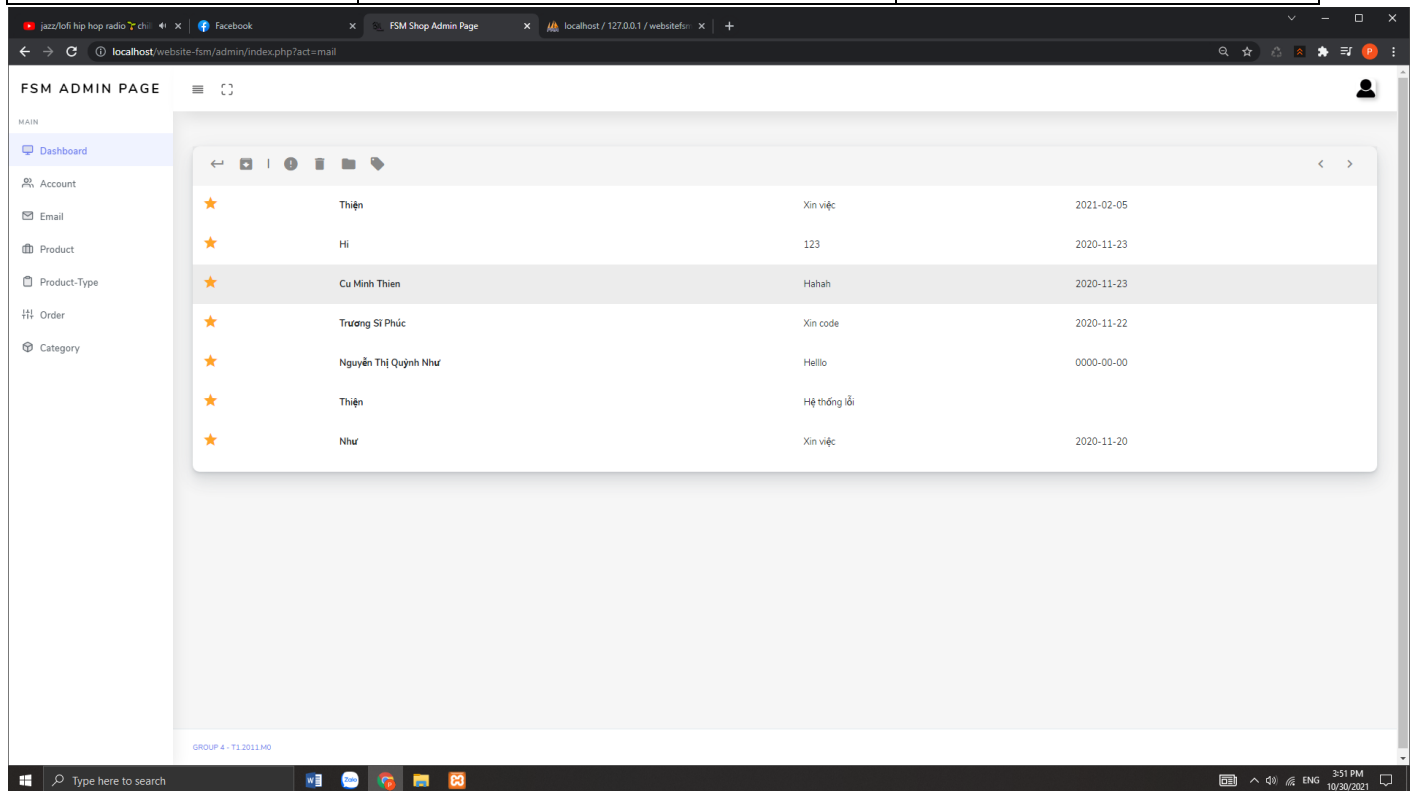 jazz/lofi hip hop radio chil
Facebook
FSM Shop Admin Page
localhost / 127.0.0.1 / websitefsm
localhost/website-fsm/admin/index.php?act=mail
P
FSM ADMIN PAGE
MAIN
Dashboard
Account
Email
Product
Product-Type
Order
Category
Thiện Xin việc 2021-02-05
Hi 123 2020-11-23
Cu Minh Thien Hahah 2020-11-23
Trương Sĩ Phúc Xin code 2020-11-22
Nguyễn Thị Quỳnh Như Helllo 0000-00-00
Thiện Hệ thống lỗi
Như Xin việc 2020-11-20
GROUP 4 - T1.2011.M0
Type here to search
W
Zalo
ENG
3:51 PM
10/30/2021